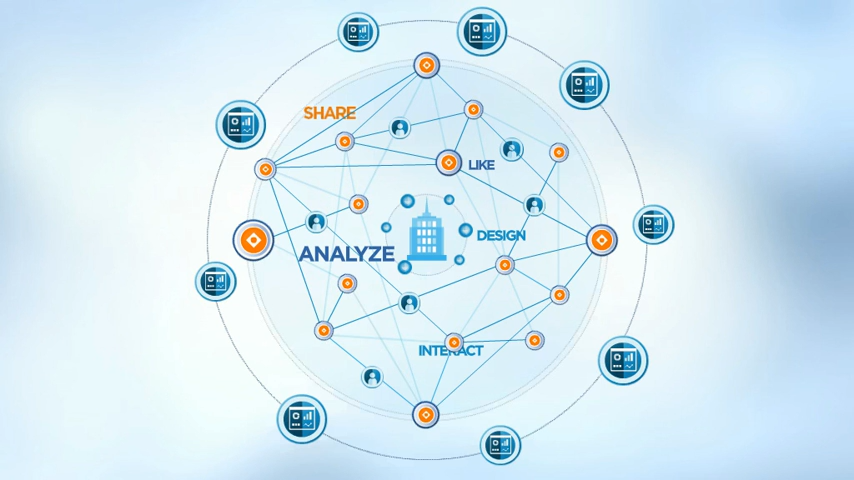 SHARE
LIKE
DESIGN
ANALYZE
INTERACT